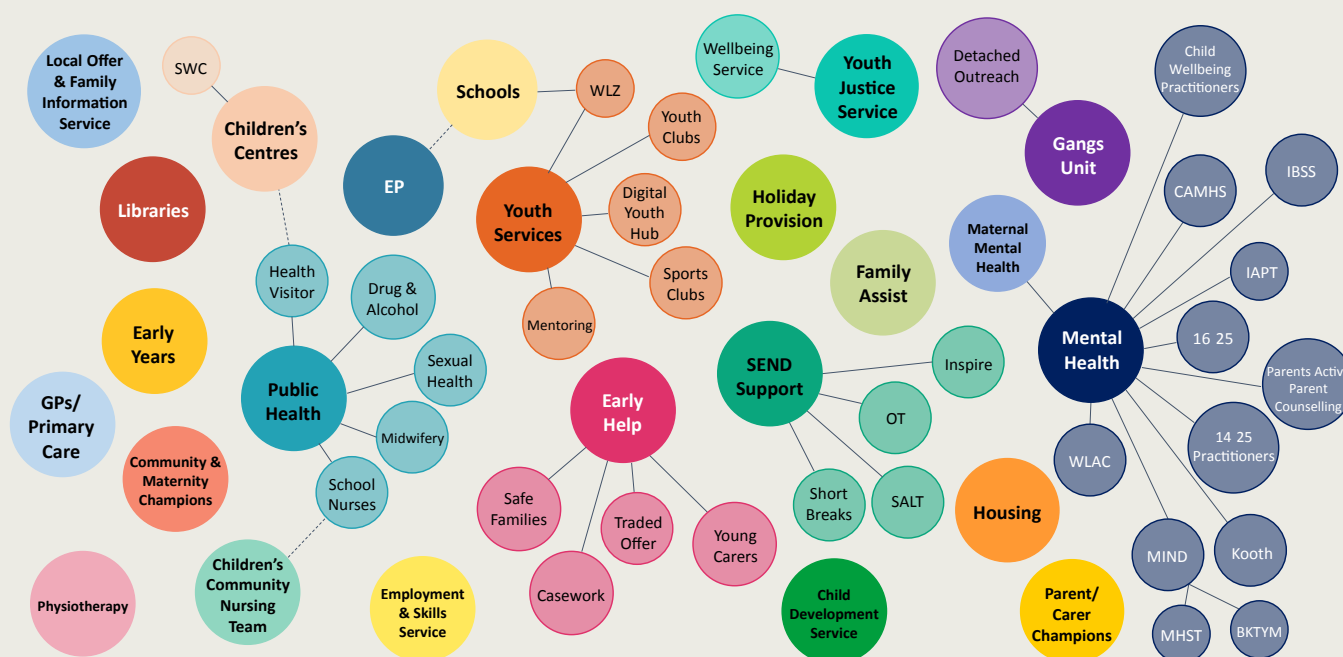 Local Offer
& Family
Information
Service
SWC
Children's
Centres
Schools
WLZ
Youth
Clubs
Wellbeing
Service
Youth
Justice
Service
Detached
Outreach
Gangs
Unit
Child
Wellbeing
Practitioners
IBSS
CAMHS
Libraries
EP
Youth
Services
Digital
Youth
Hub
Sports
Clubs
Mentoring
Holiday
Provision
Family
Assist
Maternal
Mental
Health
IAPT
Health
Visitor
Drug &
Alcohol
Early
Years
Public
Health
Sexual
Health
Midwifery
School
Nurses
GPs/
Primary
Care
Community &
Maternity
Champions
Early
Help
Safe
Families
Casework
Traded
Offer
Young
Carers
SEND
Support
Inspire
OT
SALT
Short
Breaks
Mental
Health
16 25
Parents Activ
Parent
Counselling
14 25
Practitioners
WLAC
Housing
MIND
Kooth
MHST
BKTYM
Physiotherapy
Children's
Community
Nursing
Team
Employment
& Skills
Service
Child
Development
Service
Parent/
Carer
Champions